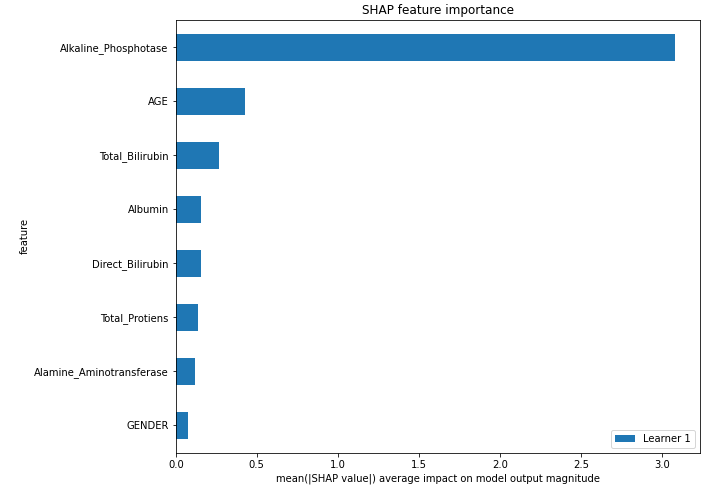 SHAP feature importance
Alkaline_Phosphotase
AGE
Total_Bilirubin
Albumin
Direct_Bilirubin
Total_Protiens
Alamine_Aminotransferase
GENDER
feature
Learner 1
0.0 0.5 1.0 1.5 2.0 2.5 3.0
mean(|SHAP value|) average impact on model output magnitude